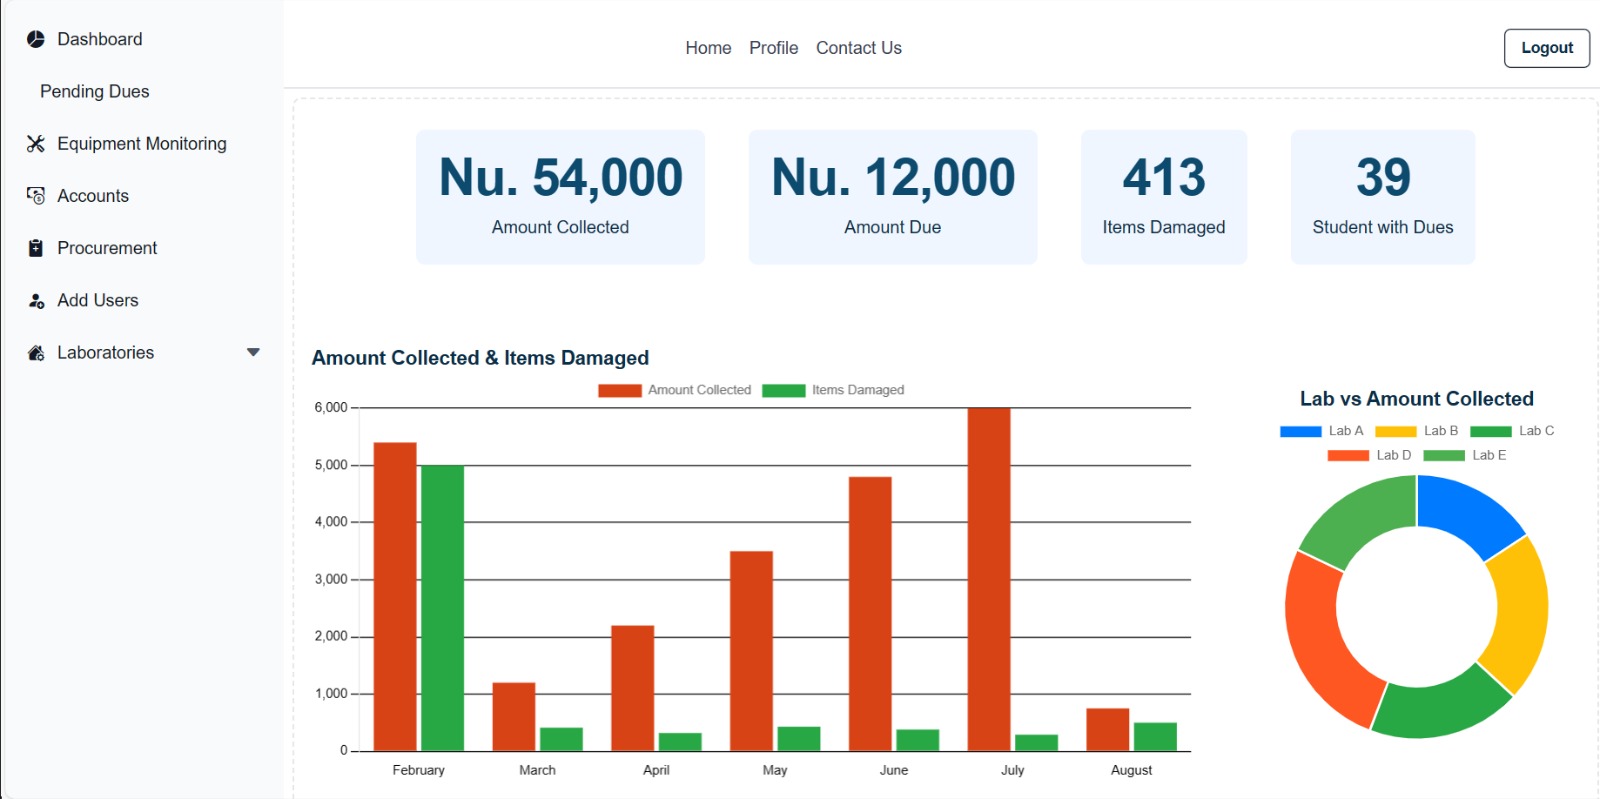 Dashboard
Pending Dues
Equipment Monitoring
Accounts
Procurement
Add Users
Laboratories
Home Profile Contact Us
Logout
Nu. 54,000
Amount Collected
Nu. 12,000
Amount Due
413
Items Damaged
39
Student with Dues
Amount Collected & Items Damaged
Amount Collected Items Damaged
6,000
5,000
4,000
3,000
2,000
1,000
0
February March April May June July August
Lab vs Amount Collected
Lab A Lab B Lab C
Lab D Lab E